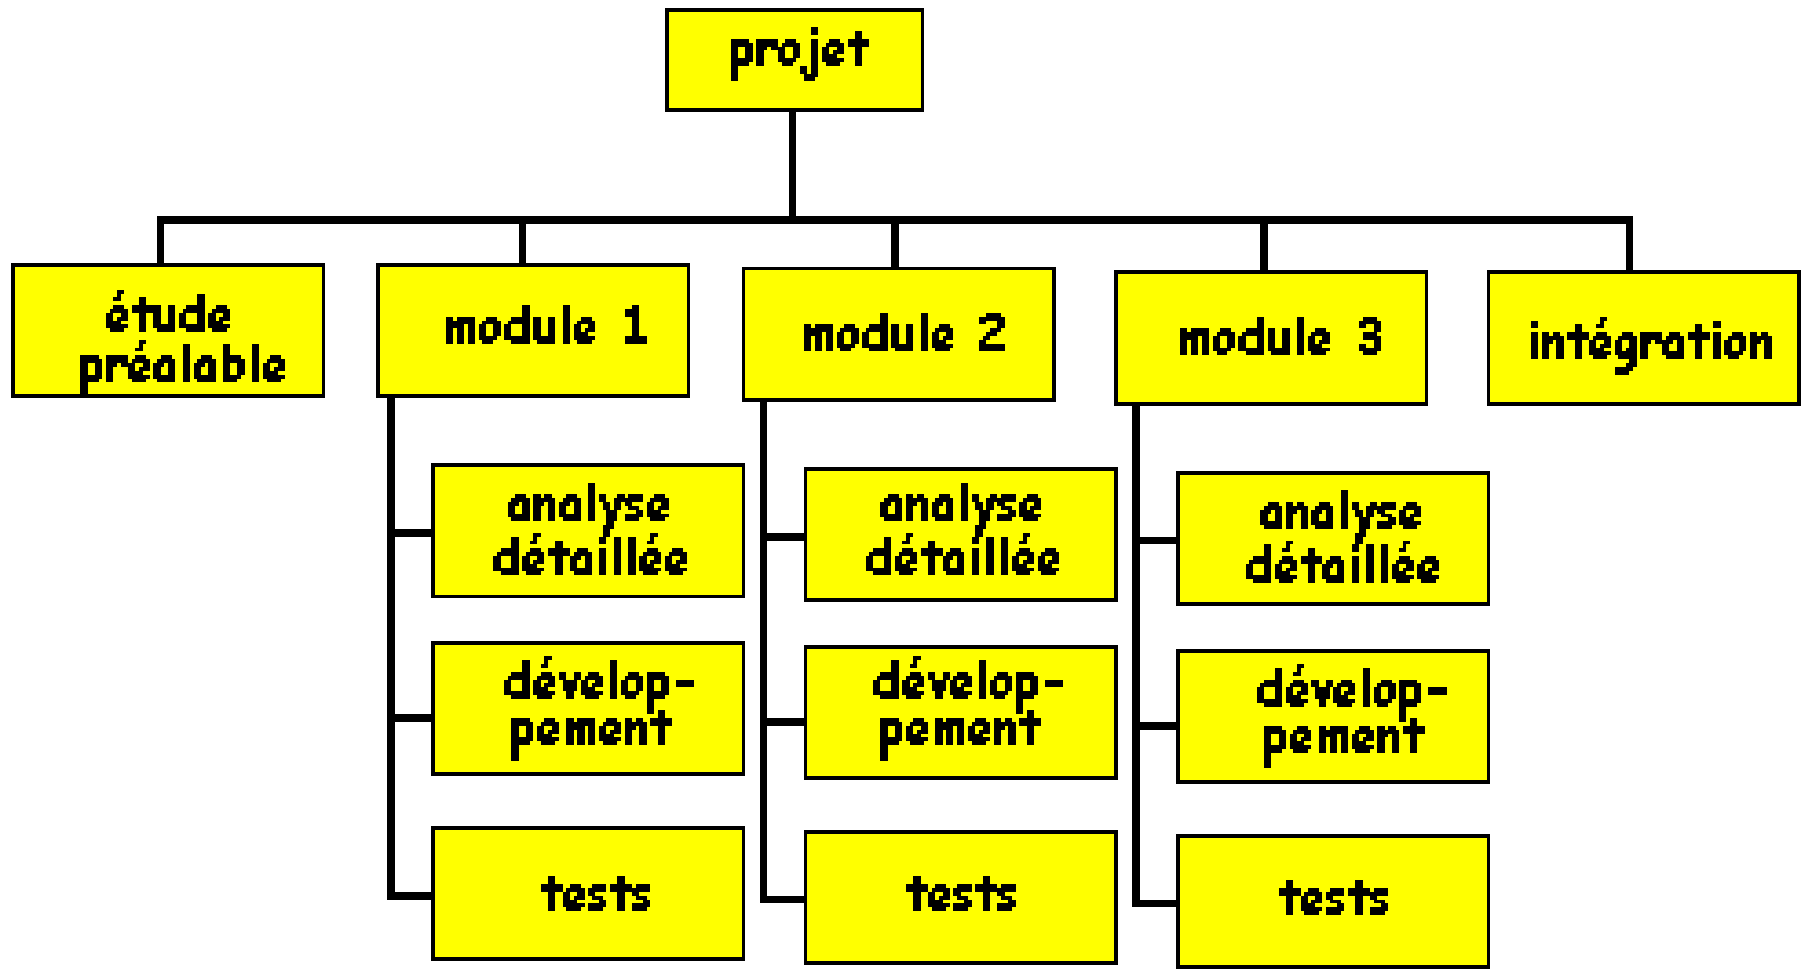 projet
étude
préalable
module 1
module 2
module 3
intégration
analyse
détaillée
analyse
détaillée
analyse
détaillée
dévelop-
pement
dévelop-
pement
dévelop-
pement
tests
tests
tests